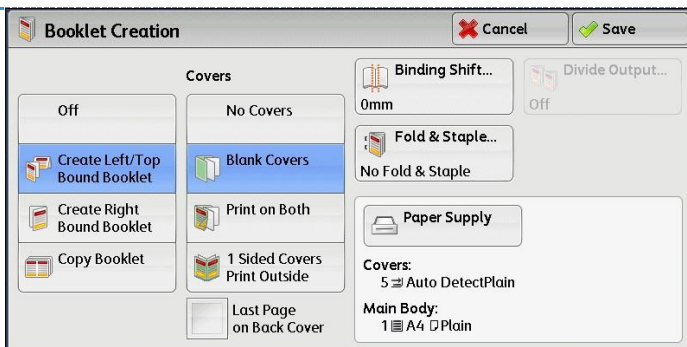 Booklet Creation
Cancel
Save
Covers
Off
Create Left/Top
Bound Booklet
Create Right
Bound Booklet
Copy Booklet
No Covers
Blank Covers
Print on Both
1 Sided Covers
Print Outside
Last Page
on Back Cover
Binding Shift...
0mm
Divide Output...
Off
Fold & Staple...
No Fold & Staple
Paper Supply
Covers:
5 Auto DetectPlain
Main Body:
1 A4 Plain